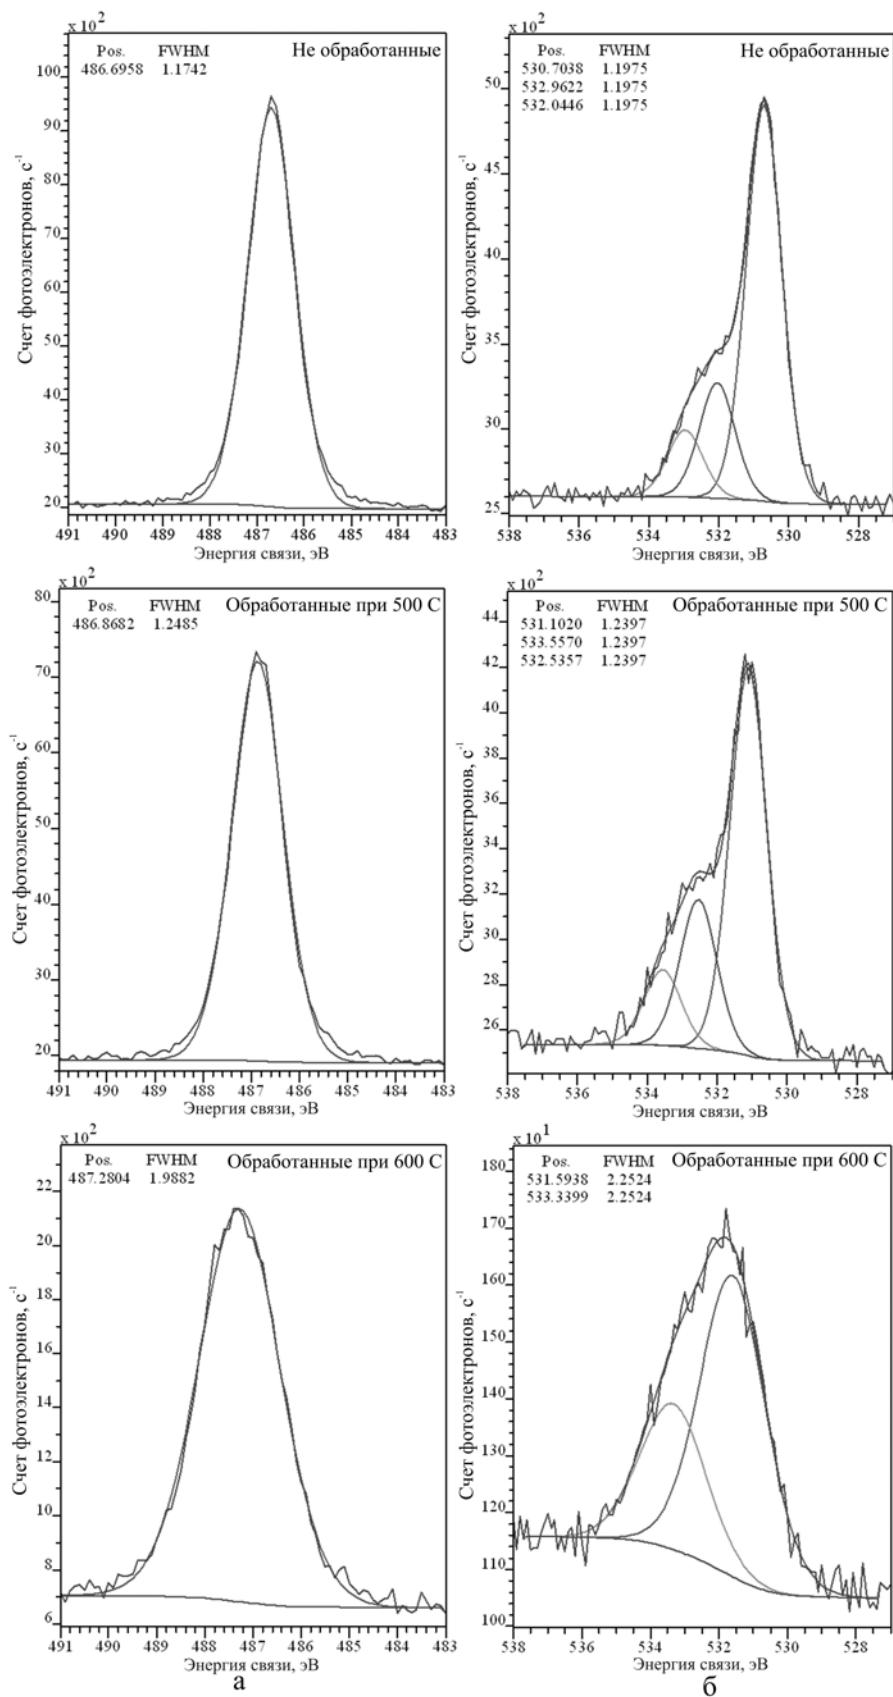 x 10²
Pos. FWHM
486.6958 1.1742
Не обработанные
100
90
80
70
60
50
40
30
20
Счет фотоэлектронов, с⁻¹
491 490 489 488 487 486 485 484 483
Энергия связи, эВ
x 10²
Pos. FWHM
530.7038 1.1975
532.9622 1.1975
532.0446 1.1975
Не обработанные
50
45
40
35
30
25
Счет фотоэлектронов, с⁻¹
538 536 534 532 530 528
Энергия связи, эВ
x 10²
Pos. FWHM
486.8682 1.2485
Обработанные при 500 С
80
70
60
50
40
30
20
Счет фотоэлектронов, с⁻¹
491 490 489 488 487 486 485 484 483
Энергия связи, эВ
x 10²
Pos. FWHM
531.1020 1.2397
533.5570 1.2397
532.5357 1.2397
Обработанные при 500 С
44
42
40
38
36
34
32
30
28
26
Счет фотоэлектронов, с⁻¹
538 536 534 532 530 528
Энергия связи, эВ
x 10²
Pos. FWHM
487.2804 1.9882
Обработанные при 600 С
22
20
18
16
14
12
10
8
6
Счет фотоэлектронов, с⁻¹
491 490 489 488 487 486 485 484 483
Энергия связи, эВ
а
x 10¹
Pos. FWHM
531.5938 2.2524
533.3399 2.2524
Обработанные при 600 С
180
170
160
150
140
130
120
110
100
Счет фотоэлектронов, с⁻¹
538 536 534 532 530 528
Энергия связи, эВ
б